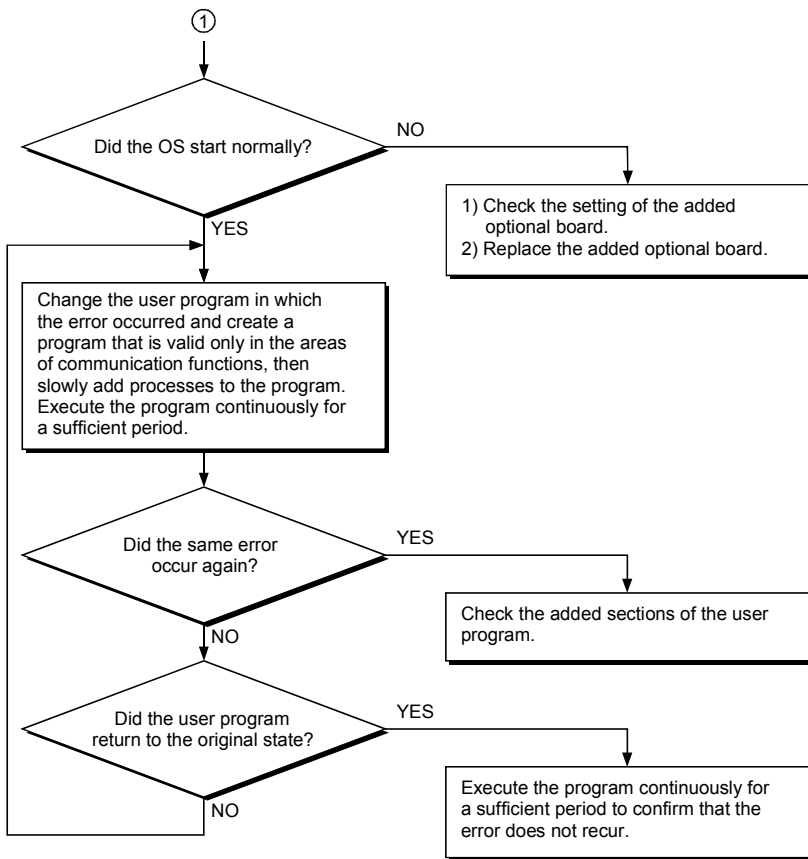 1
Did the OS start normally?
NO
1) Check the setting of the added
optional board.
2) Replace the added optional board.
YES
Change the user program in which
the error occurred and create a
program that is valid only in the areas
of communication functions, then
slowly add processes to the program.
Execute the program continuously for
a sufficient period.
Did the same error
occur again?
YES
Check the added sections of the user
program.
NO
Did the user program
return to the original state?
YES
Execute the program continuously for
a sufficient period to confirm that the
error does not recur.
NO